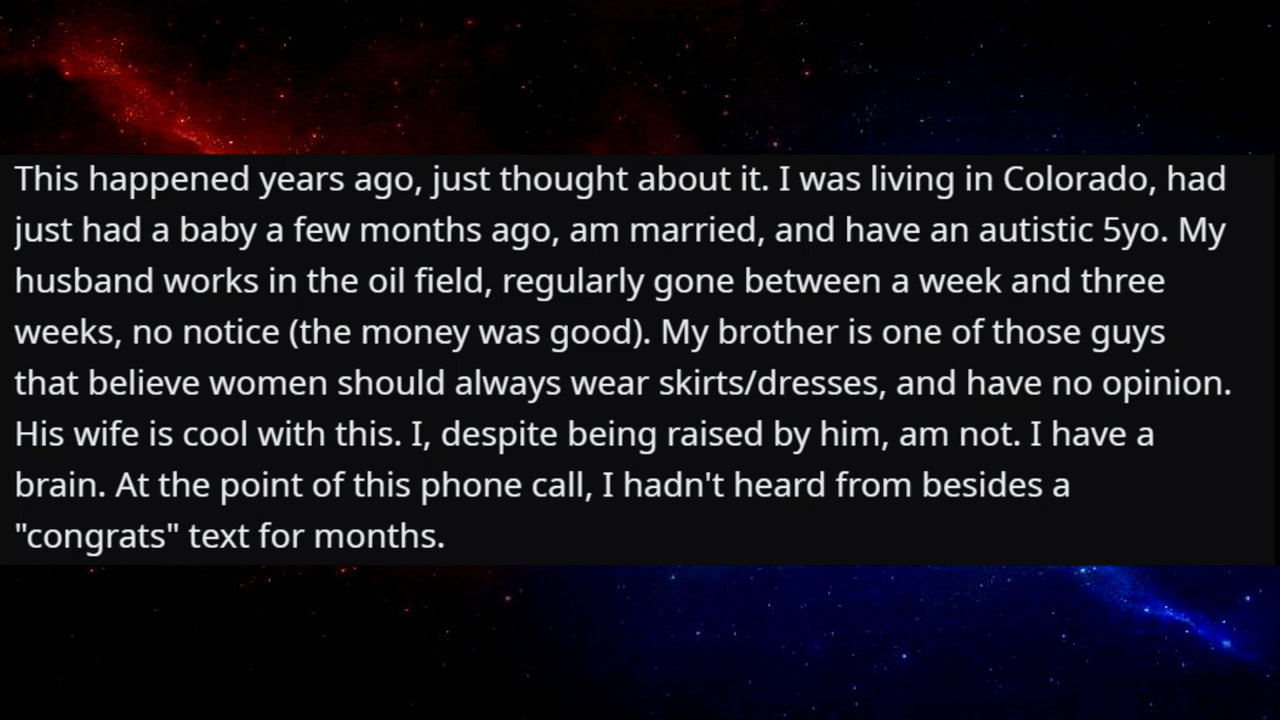 This happened years ago, just thought about it. I was living in Colorado, had
just had a baby a few months ago, am married, and have an autistic 5yo. My
husband works in the oil field, regularly gone between a week and three
weeks, no notice (the money was good). My brother is one of those guys
that believe women should always wear skirts/dresses, and have no opinion.
His wife is cool with this. I, despite being raised by him, am not. I have a
brain. At the point of this phone call, I hadn't heard from besides a
"congrats" text for months.